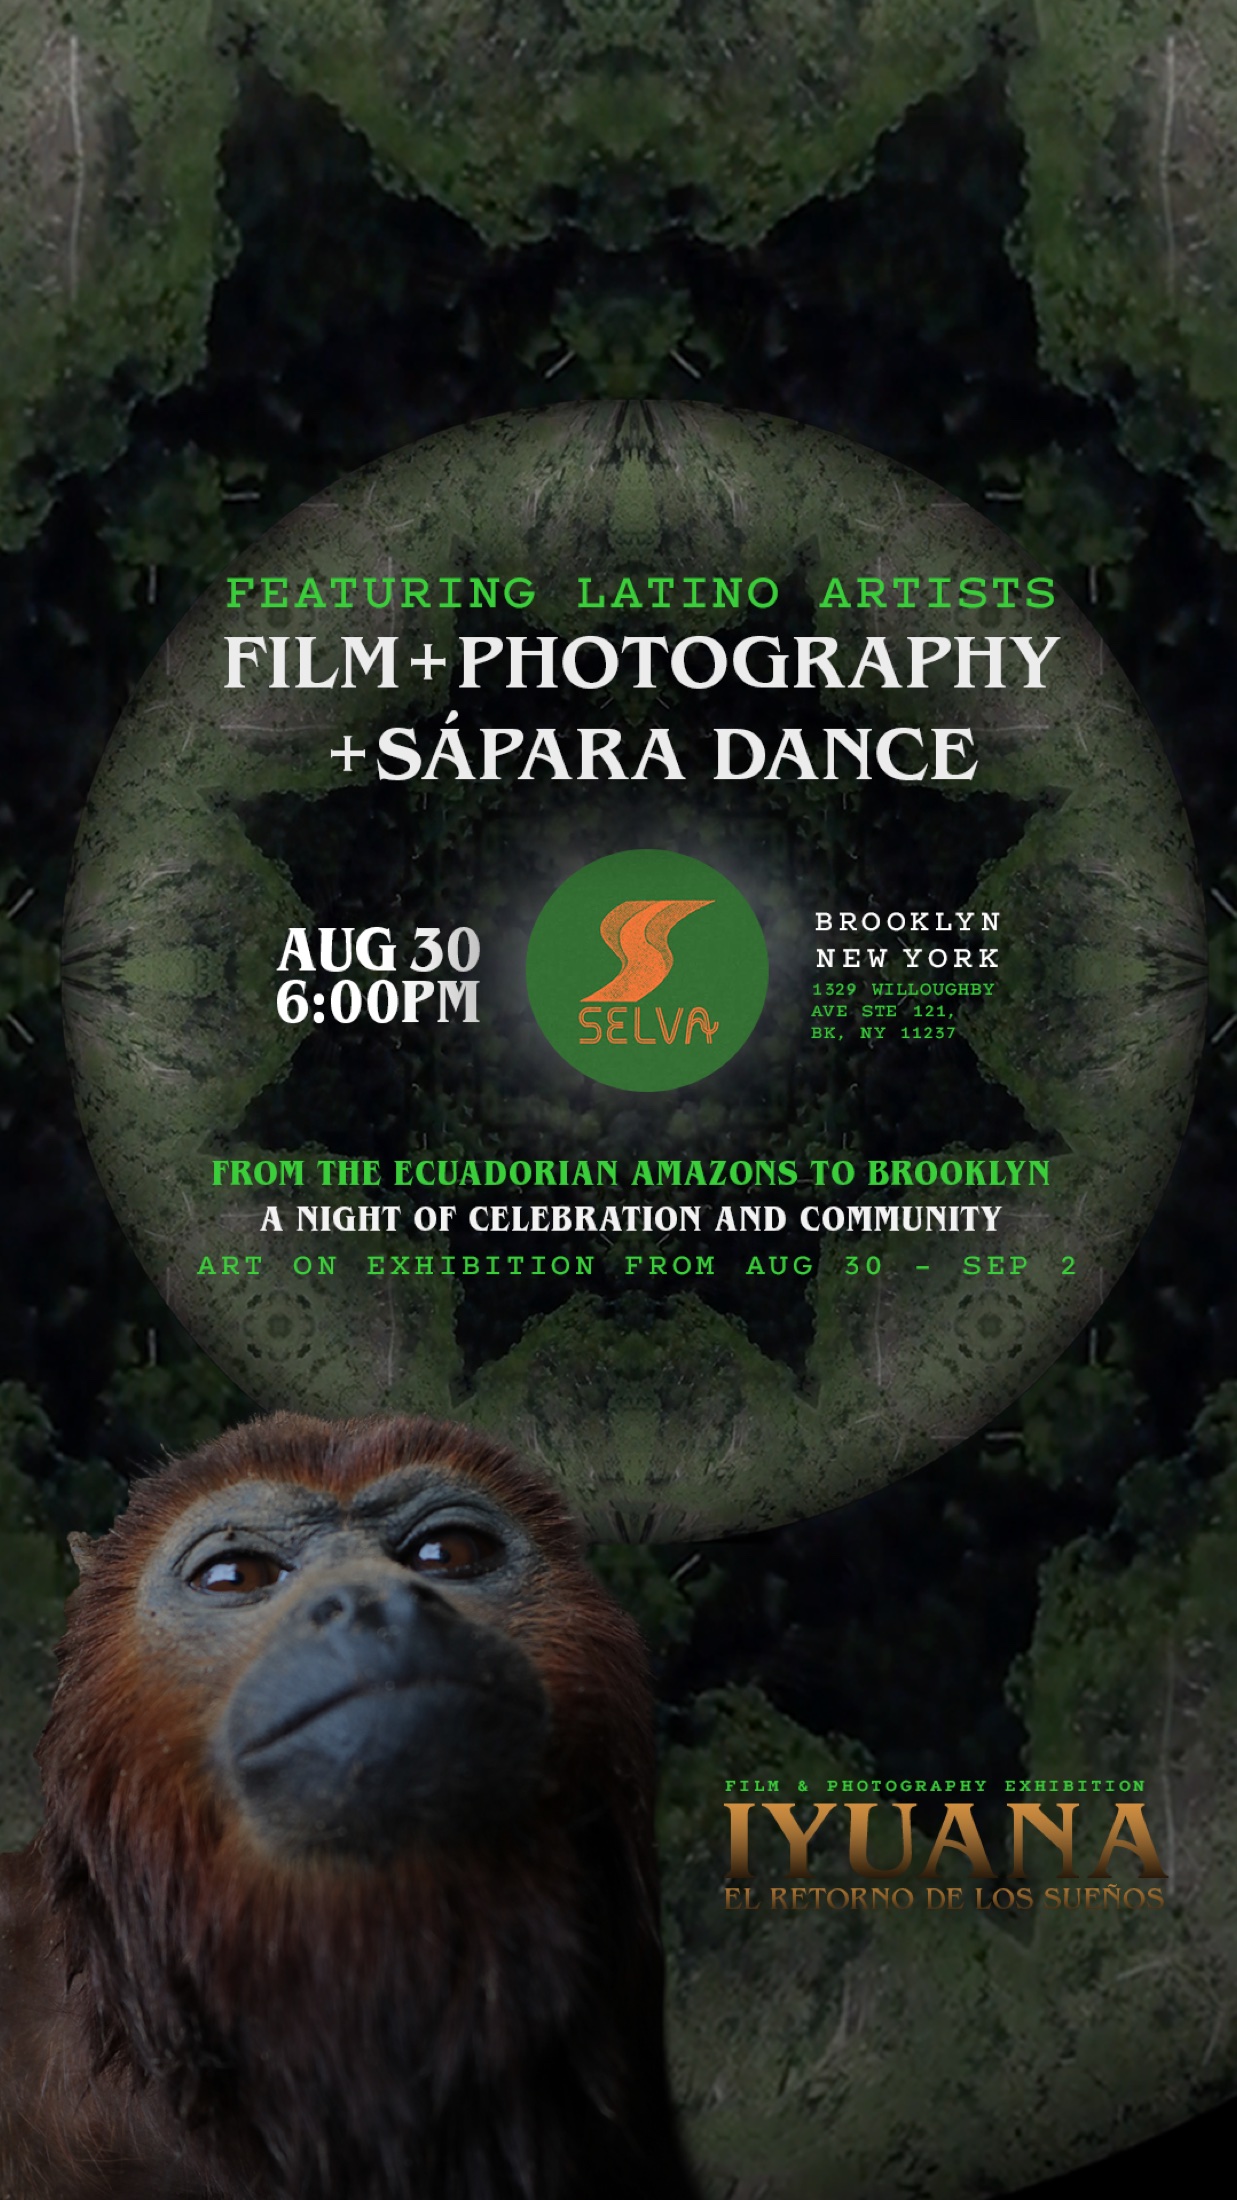 FEATURING LATINO ARTISTS
FILM+PHOTOGRAPHY
+SÁPARA DANCE
AUG 30
6:00PM
SELVA
BROOKLYN
NEW YORK
1329 WILLOUGHBY
AVE STE 121,
BK, NY 11237
FROM THE ECUADORIAN AMAZONS TO BROOKLYN
A NIGHT OF CELEBRATION AND COMMUNITY
ART ON EXHIBITION FROM AUG 30 - SEP 2
FILM & PHOTOGRAPHY EXHIBITION
IYUANA
EL RETORNO DE LOS SUEÑOS